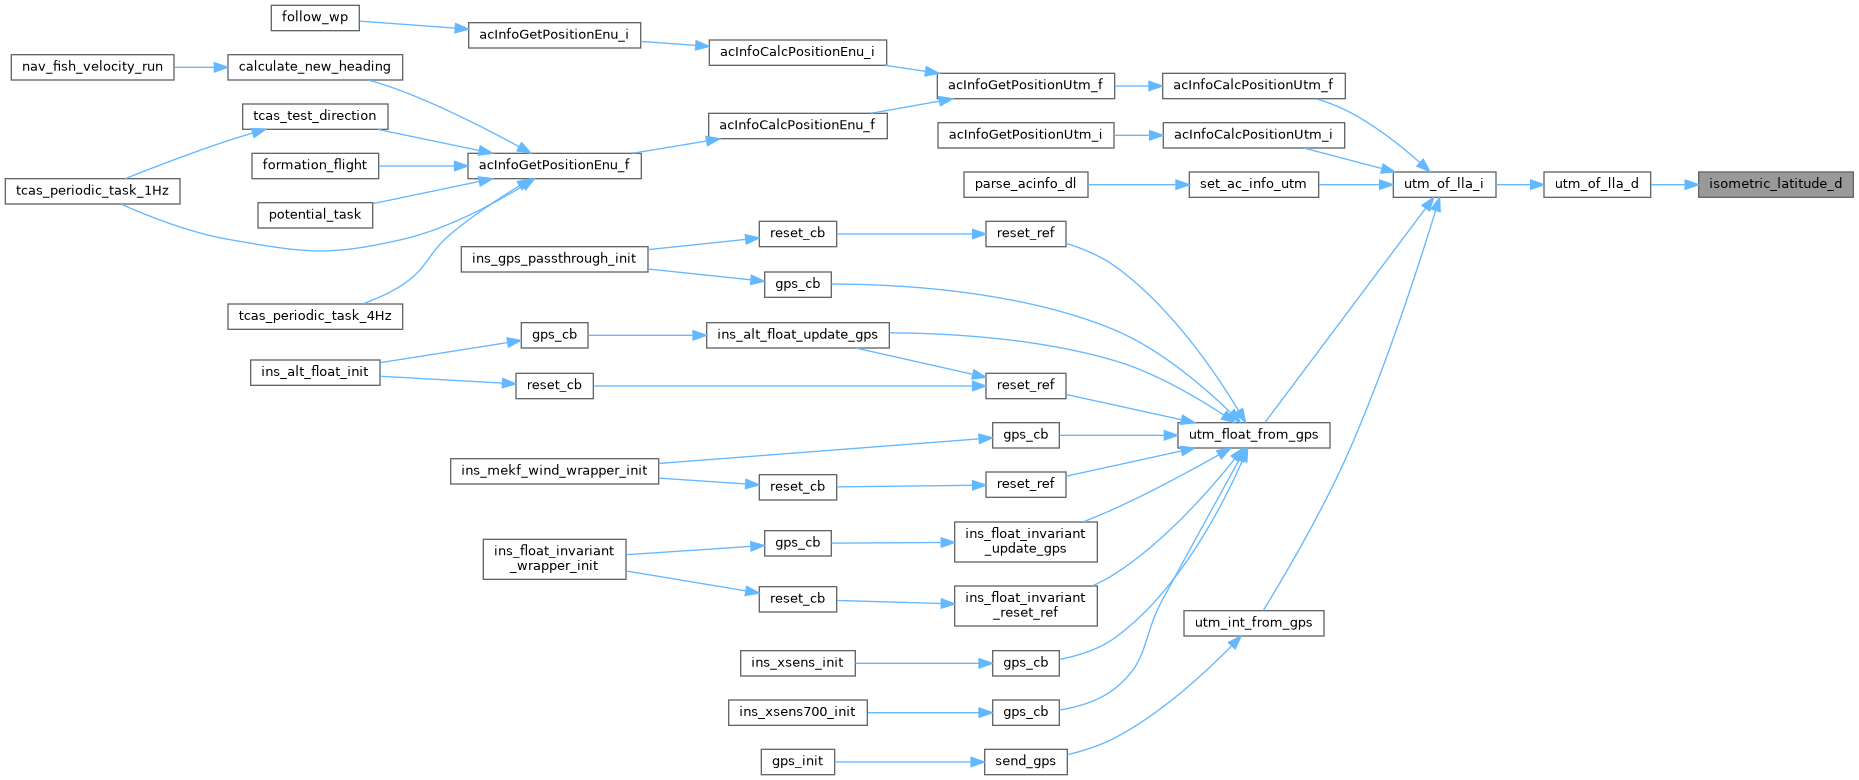 follow_wp
acInfoGetPositionEnu_i
acInfoCalcPositionEnu_i
nav_fish_velocity_run
calculate_new_heading
acInfoGetPositionUtm_f
acInfoCalcPositionUtm_f
tcas_test_direction
acInfoCalcPositionEnu_f
acInfoGetPositionUtm_i
acInfoCalcPositionUtm_i
formation_flight
acInfoGetPositionEnu_f
tcas_periodic_task_1Hz
parse_acinfo_dl
set_ac_info_utm
utm_of_lla_i
utm_of_lla_d
isometric_latitude_d
potential_task
reset_cb
reset_ref
ins_gps_passthrough_init
gps_cb
tcas_periodic_task_4Hz
gps_cb
ins_alt_float_update_gps
ins_alt_float_init
reset_cb
reset_ref
gps_cb
utm_float_from_gps
ins_mekf_wind_wrapper_init
reset_cb
reset_ref
ins_float_invariant
_update_gps
gps_cb
ins_float_invariant
_wrapper_init
reset_cb
ins_float_invariant
_reset_ref
utm_int_from_gps
ins_xsens_init
gps_cb
ins_xsens700_init
gps_cb
gps_init
send_gps